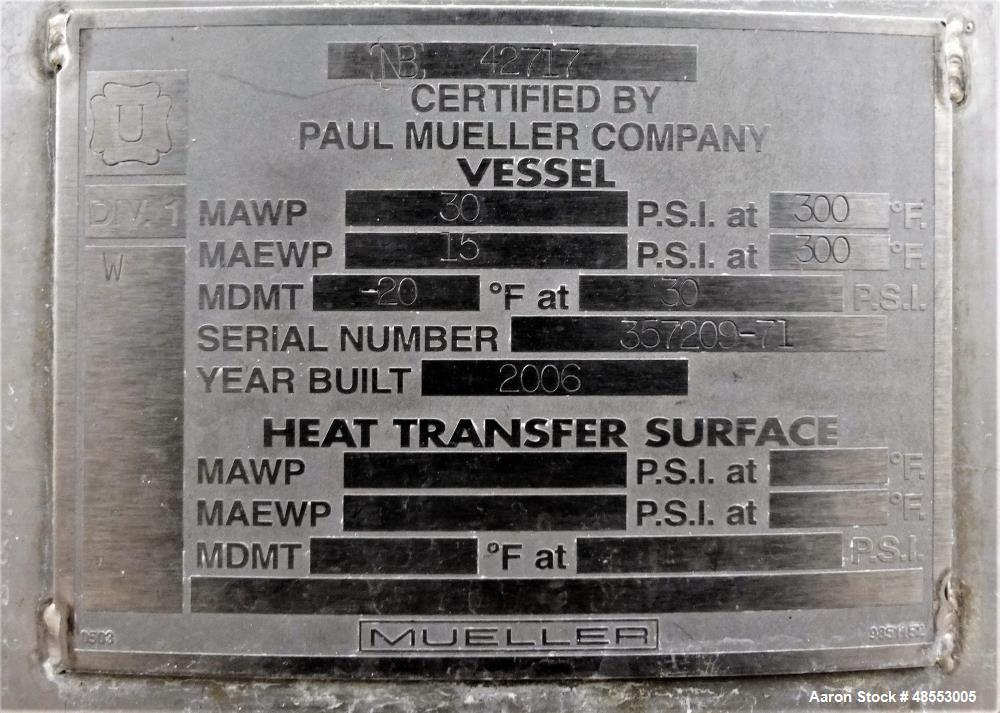 NB 42717
CERTIFIED BY
PAUL MUELLER COMPANY
VESSEL
U
DIV. 1
W
MAWP 30 P.S.I. at 300 °F.
MAEWP 15 P.S.I. at 300 °F.
MDMT -20 °F at 30 P.S.I.
SERIAL NUMBER 357209-71
YEAR BUILT 2006
HEAT TRANSFER SURFACE
MAWP P.S.I. at °F.
MAEWP P.S.I. at °F.
MDMT °F at P.S.I.
MUELLER
Aaron Stock # 48553005